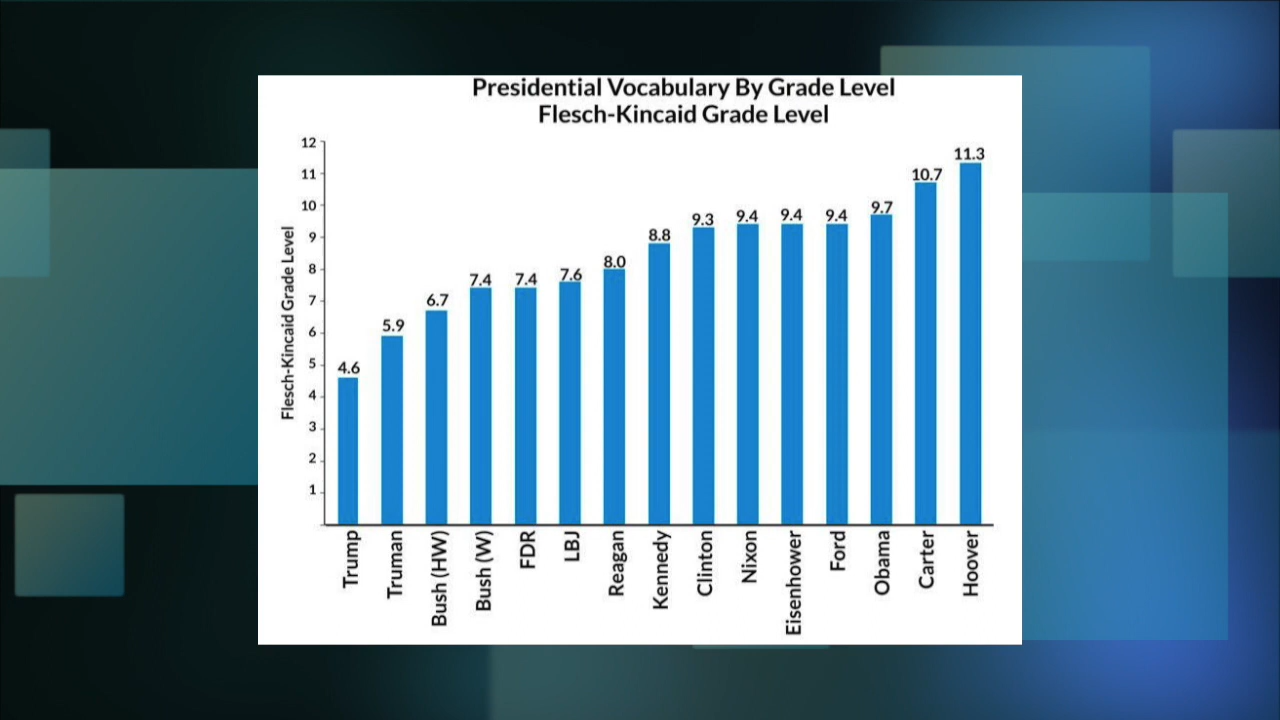 Presidential Vocabulary By Grade Level
Flesch-Kincaid Grade Level
Flesch-Kincaid Grade Level
12
11
10
9
8
7
6
5
4
3
2
1
4.6
5.9
6.7
7.4
7.4
7.6
8.0
8.8
9.3
9.4
9.4
9.4
9.7
10.7
11.3
Trump
Truman
Bush (HW)
Bush (W)
FDR
LBJ
Reagan
Kennedy
Clinton
Nixon
Eisenhower
Ford
Obama
Carter
Hoover